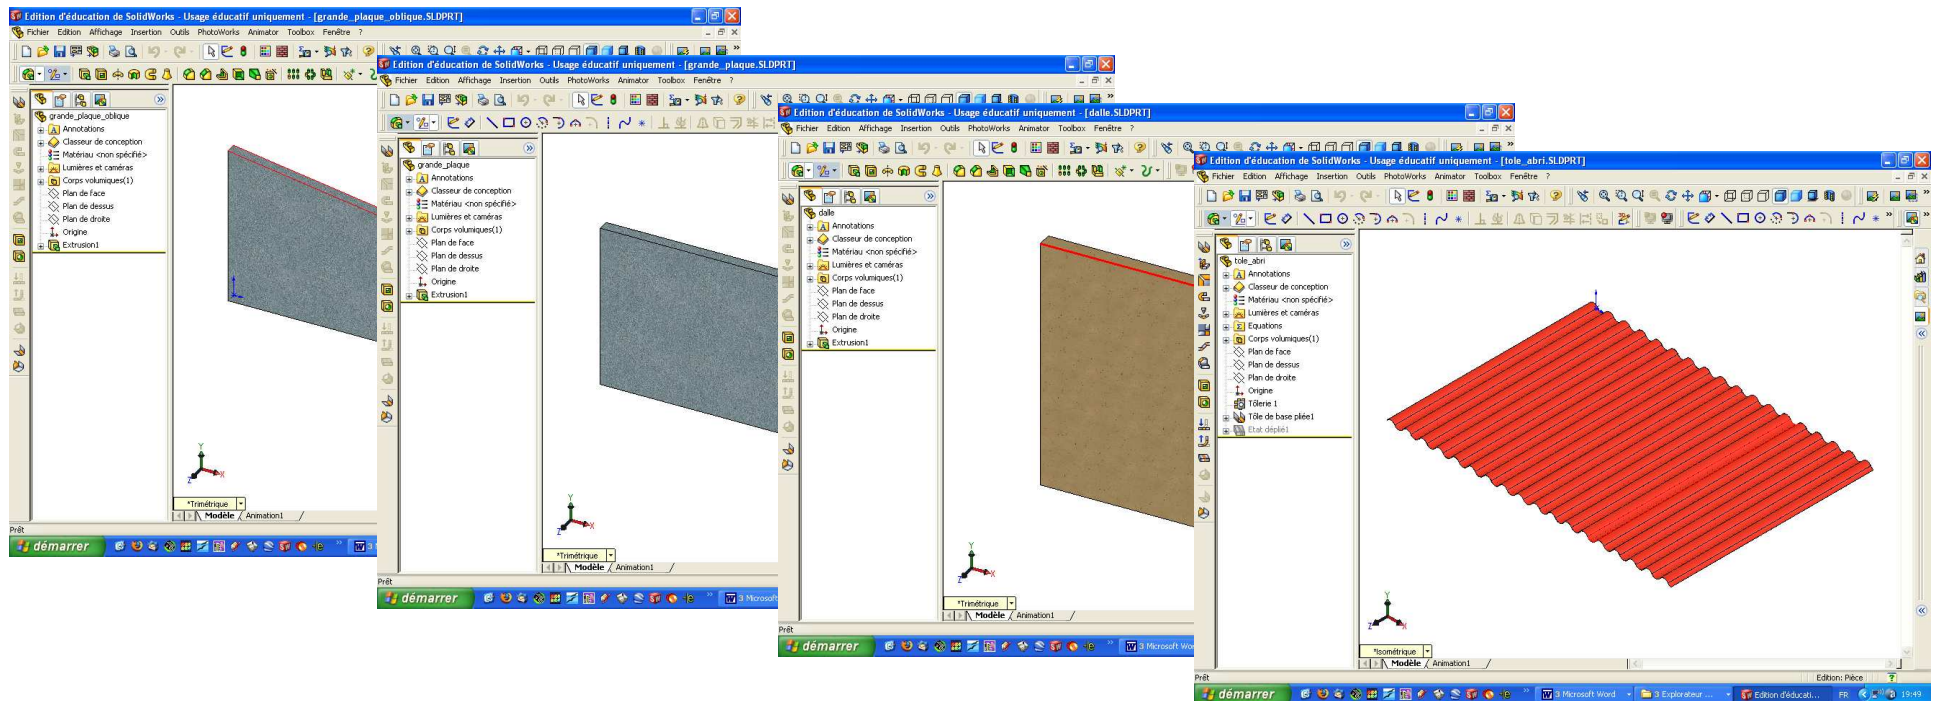 Edition d'éducation de SolidWorks - Usage éducatif uniquement - [grande_plaque_oblique.SLDPRT]
Fichier Edition Affichage Insertion Outils PhotoWorks Animator Toolbox Fenêtre ?
grande_plaque_oblique
Annotations
Classeur de conception
Matériau <non spécifié>
Lumières et caméras
Corps volumiques(1)
Plan de face
Plan de dessus
Plan de droite
Origine
Extrusion1
Y
X
Z
*Trimétrique
Modèle Animation1
Prêt
démarrer
3
Edition d'éducation de SolidWorks - Usage éducatif uniquement - [grande_plaque.SLDPRT]
Fichier Edition Affichage Insertion Outils PhotoWorks Animator Toolbox Fenêtre ?
grande_plaque
Annotations
Classeur de conception
Matériau <non spécifié>
Lumières et caméras
Corps volumiques(1)
Plan de face
Plan de dessus
Plan de droite
Origine
Extrusion1
Y
X
Z
*Trimétrique
Modèle Animation1
Prêt
démarrer
3 Microsoft
Edition d'éducation de SolidWorks - Usage éducatif uniquement - [dalle.SLDPRT]
Fichier Edition Affichage Insertion Outils PhotoWorks Animator Toolbox Fenêtre ?
dalle
Annotations
Classeur de conception
Matériau <non spécifié>
Lumières et caméras
Corps volumiques(1)
Plan de face
Plan de dessus
Plan de droite
Origine
Extrusion1
Y
X
Z
*Trimétrique
Modèle Animation1
Prêt
démarrer
3 Microsoft Wor
Edition d'éducation de SolidWorks - Usage éducatif uniquement - [tole_abri.SLDPRT]
Fichier Edition Affichage Insertion Outils PhotoWorks Animator Toolbox Fenêtre ?
tole_abri
Annotations
Classeur de conception
Matériau <non spécifié>
Lumières et caméras
Equations
Corps volumiques(1)
Plan de face
Plan de dessus
Plan de droite
Origine
Tôlerie 1
Tôle de base pliée1
Etat déplié1
Y
X
Z
*Isométrique
Modèle Animation1
Prêt
Edition: Pièce
démarrer
3 Microsoft Word
3 Explorateur ...
Edition d'éducati...
FR
19:49